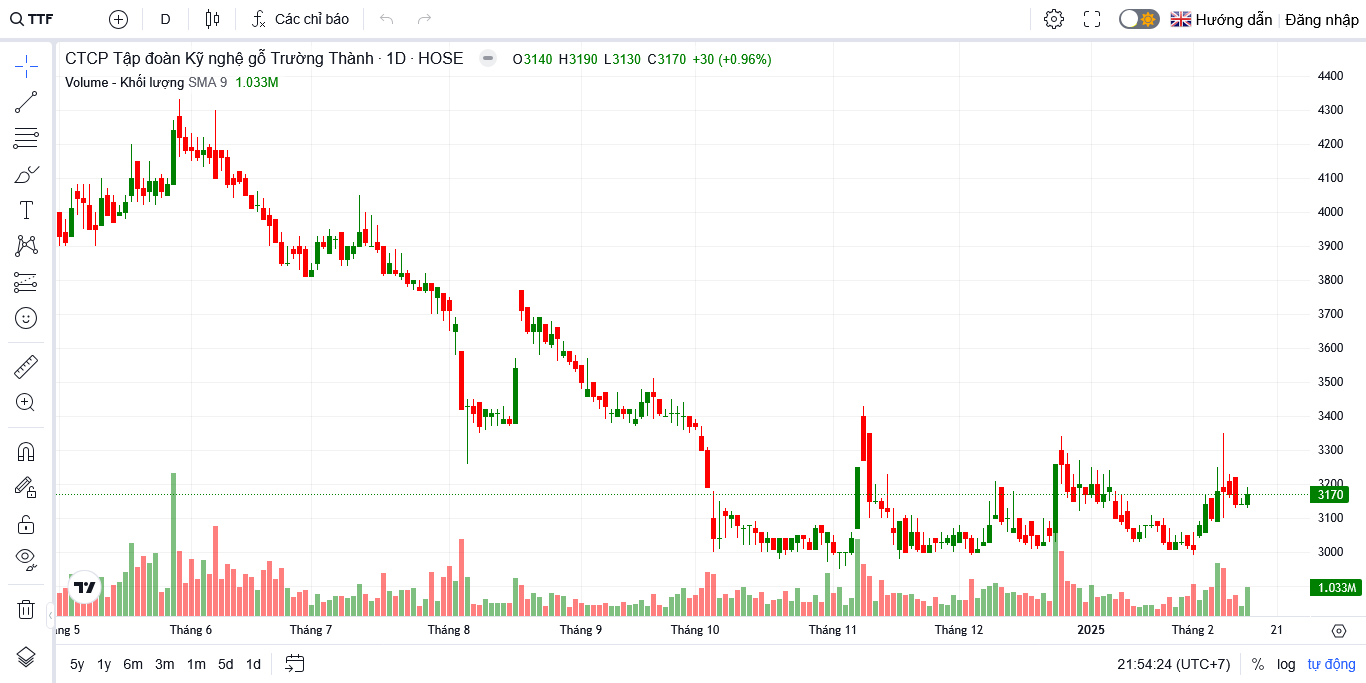 TTF D Các chỉ báo Hướng dẫn Đăng nhập
CTCP Tập đoàn Kỹ nghệ gỗ Trường Thành · 1D · HOSE O3140 H3190 L3130 C3170 +30 (+0.96%)
Volume - Khối lượng SMA 9 1.033M
4400
4300
4200
4100
4000
3900
3800
3700
3600
3500
3400
3300
3200
3170
3100
3000
1.033M
ng 5 Tháng 6 Tháng 7 Tháng 8 Tháng 9 Tháng 10 Tháng 11 Tháng 12 2025 Tháng 2 21
5y 1y 6m 3m 1m 5d 1d 21:54:24 (UTC+7) % log tự động